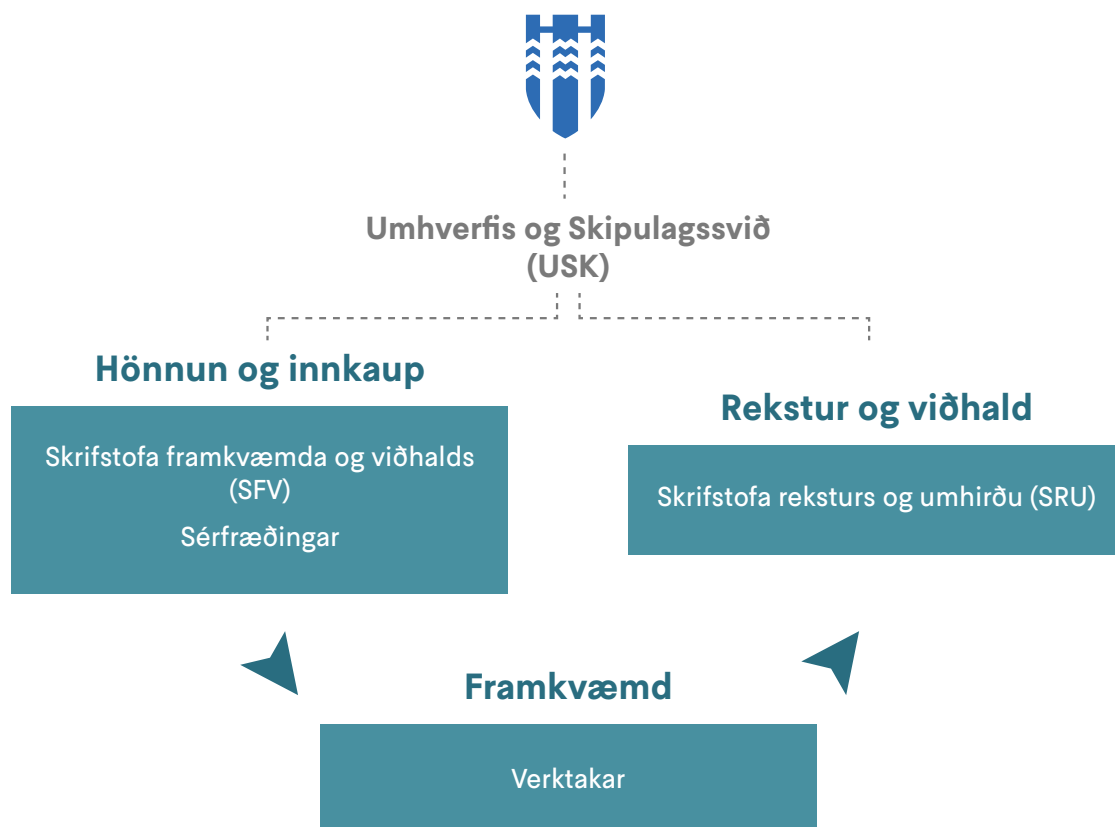 Umhverfis og Skipulagssvið
(USK)
Hönnun og innkaup
Skrifstofa framkvæmda og viðhalds
(SFV)
Sérfræðingar
Rekstur og viðhald
Skrifstofa reksturs og umhirðu (SRU)
Framkvæmd
Verktakar